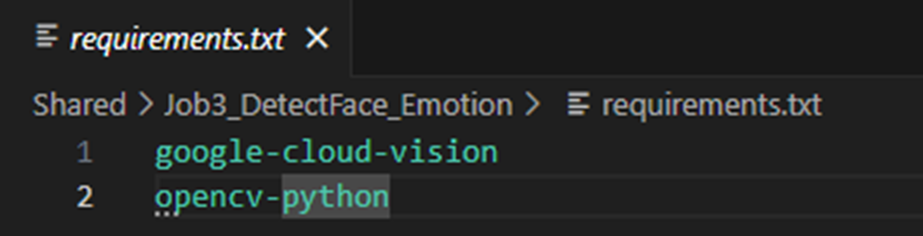 requirements.txt
Shared > Job3_DetectFace_Emotion > requirements.txt
1 google-cloud-vision
2 opencv-python